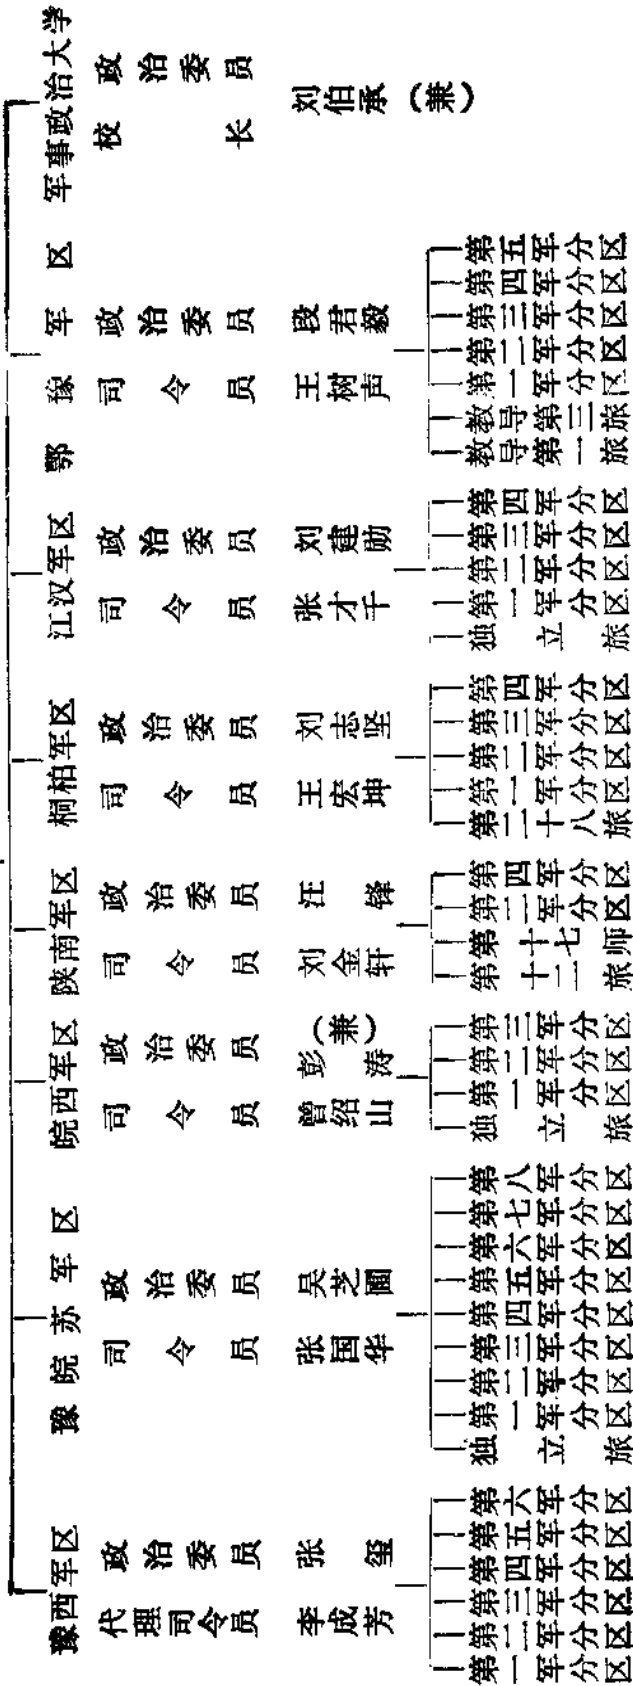 豫西军区
代理司令员 李成芳
政治委员 张玺
第一军分区
第二军分区
第三军分区
第四军分区
第五军分区
第六军分区
豫皖苏军区
司令员 张国华
政治委员 吴芝圃
独立旅
第一军分区
第二军分区
第三军分区
第四军分区
第五军分区
第六军分区
第七军分区
第八军分区
皖西军区
司令员 曾绍山
政治委员 彭涛（兼）
独立旅
第一军分区
第二军分区
第三军分区
陕南军区
司令员 刘金轩
政治委员 汪锋
第十二旅
第十七师
第二军分区
第四军分区
桐柏军区
司令员 王宏坤
政治委员 刘志坚
第二十八旅
第一军分区
第二军分区
第三军分区
第四军分区
江汉军区
司令员 张才千
政治委员 刘建勋
独立旅
第一军分区
第二军分区
第三军分区
第四军分区
鄂豫军区
司令员 王树声
政治委员 段君毅
教导第二旅
教导第三旅
第一军分区
第二军分区
第三军分区
第四军分区
第五军分区
军事政治大学
校长
政治委员
刘伯承（兼）